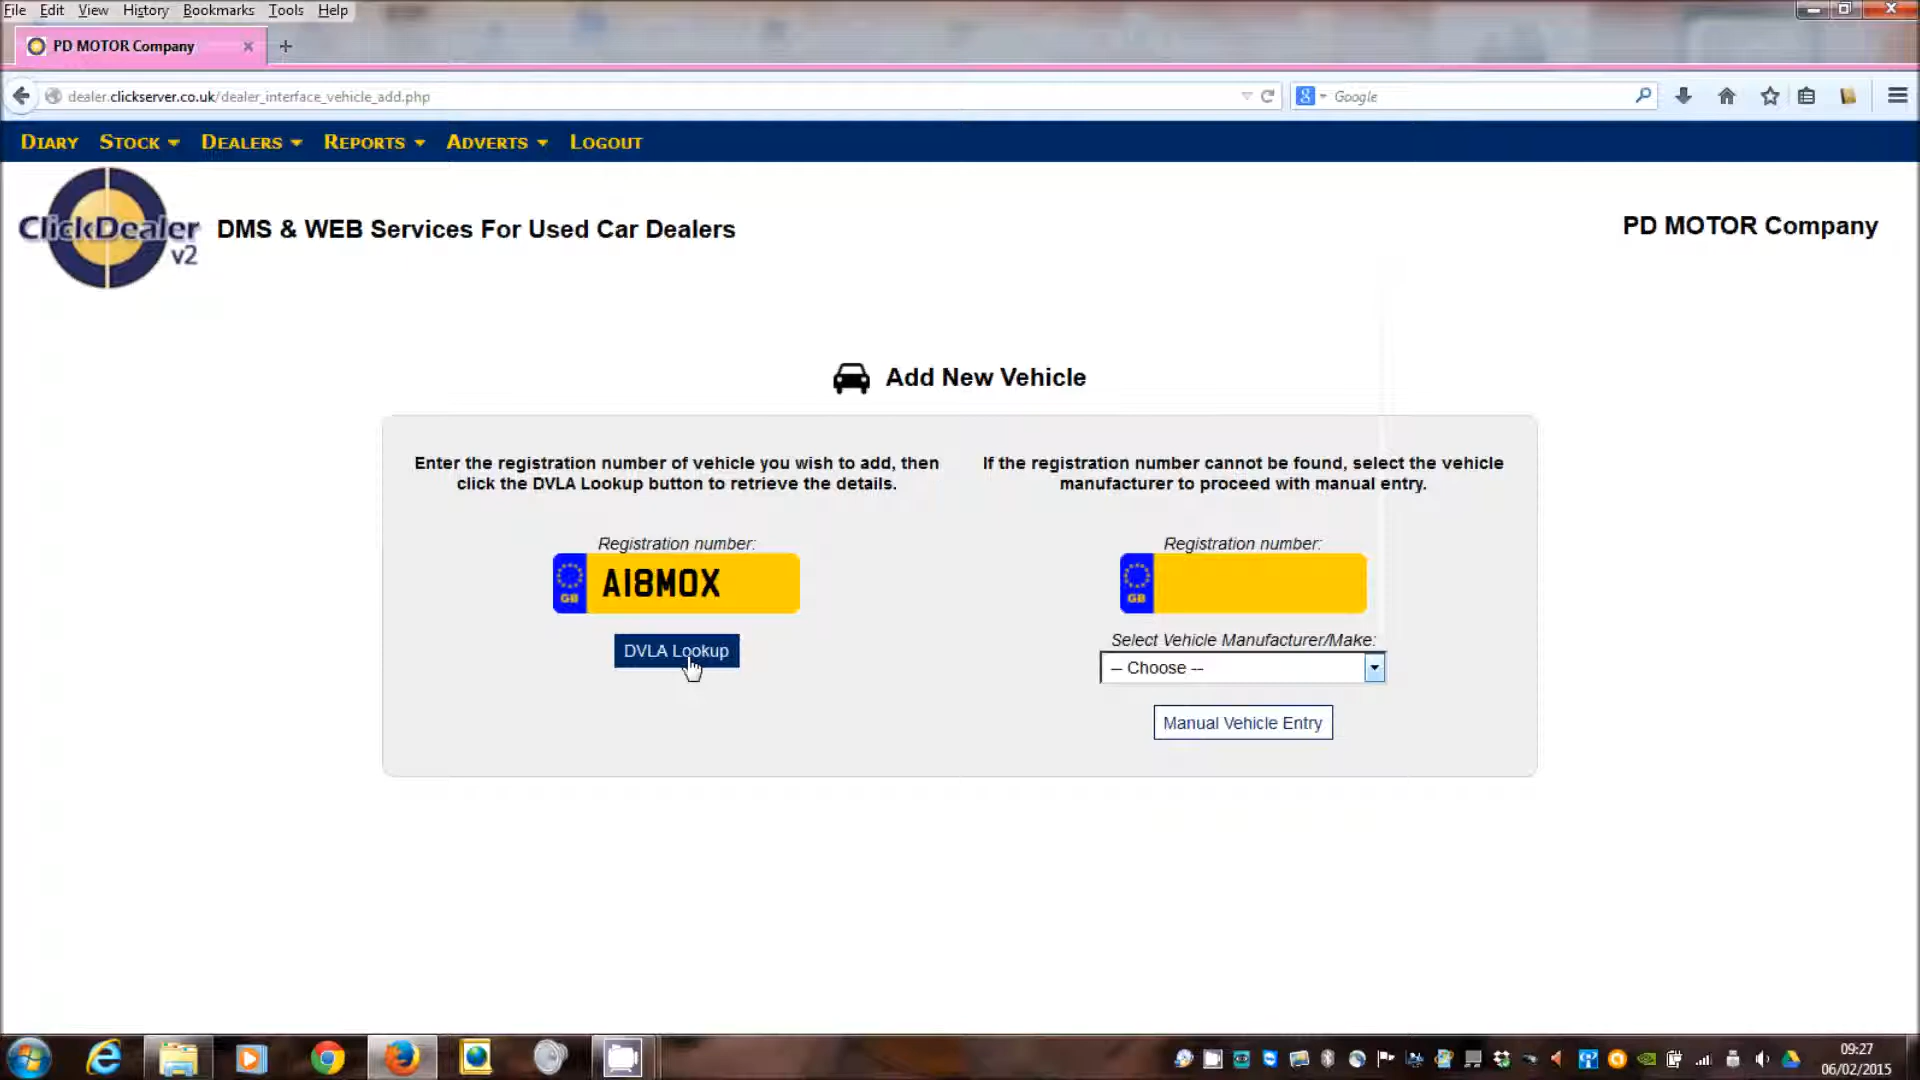 File Edit View History Bookmarks Tools Help
PD MOTOR Company
dealer.clickserver.co.uk/dealer_interface_vehicle_add.php
Google
DIARY STOCK DEALERS REPORTS ADVERTS LOGOUT
ClickDealer v2
DMS & WEB Services For Used Car Dealers
PD MOTOR Company
Add New Vehicle
Enter the registration number of vehicle you wish to add, then
click the DVLA Lookup button to retrieve the details.
Registration number:
GB A18MOX
DVLA Lookup
If the registration number cannot be found, select the vehicle
manufacturer to proceed with manual entry.
Registration number:
GB
Select Vehicle Manufacturer/Make:
-- Choose --
Manual Vehicle Entry
09:27
06/02/2015